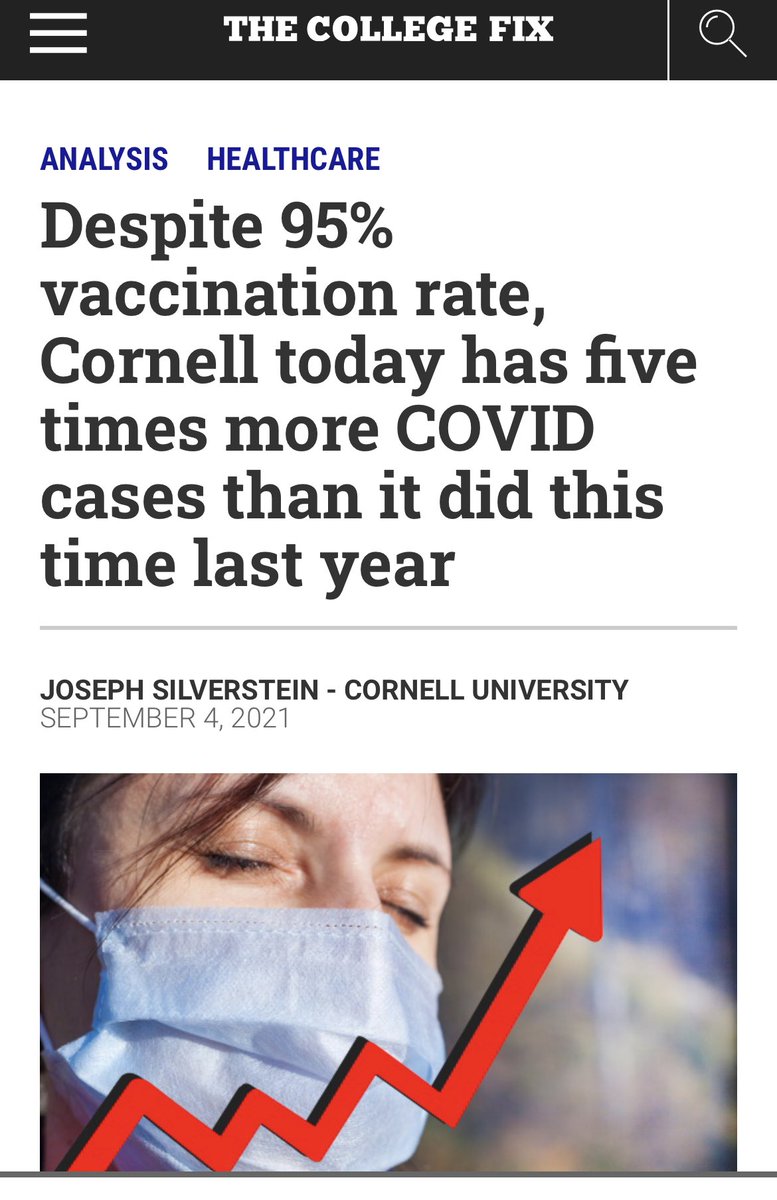 THE COLLEGE FIX
ANALYSIS HEALTHCARE
Despite 95%
vaccination rate,
Cornell today has five
times more COVID
cases than it did this
time last year
JOSEPH SILVERSTEIN - CORNELL UNIVERSITY
SEPTEMBER 4, 2021